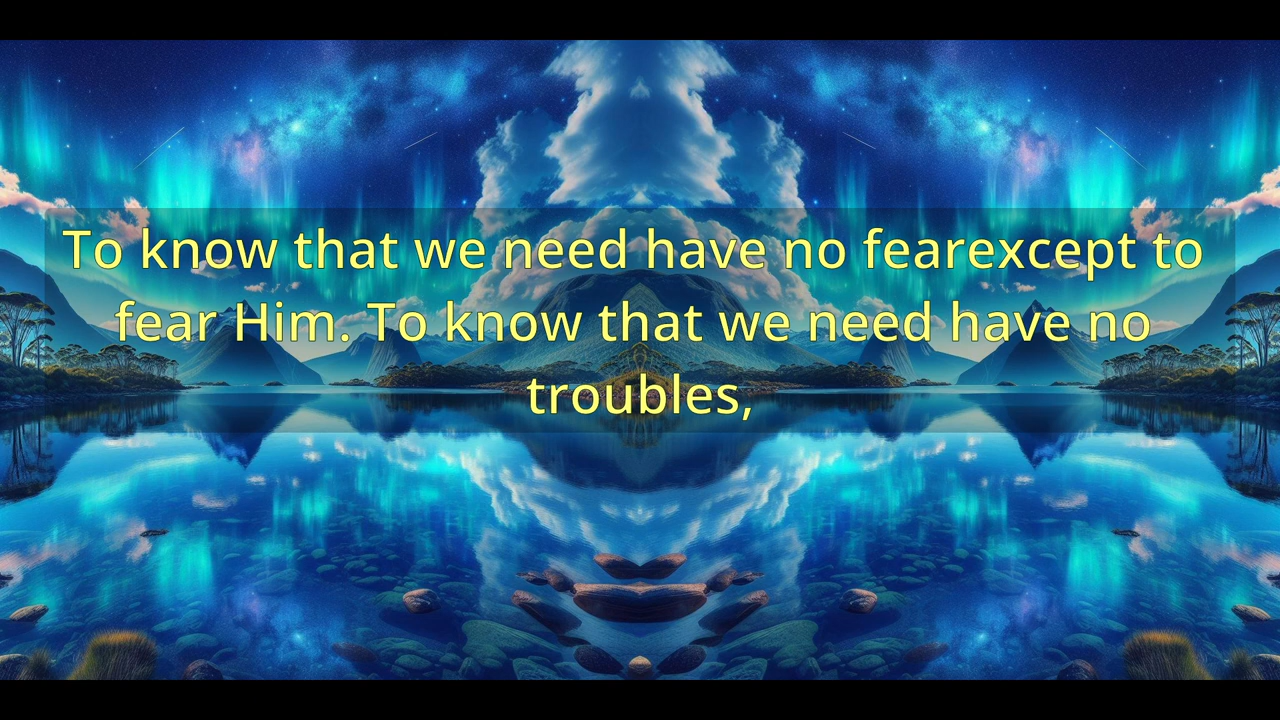 To know that we need have no fearexcept to
fear Him. To know that we need have no
troubles,